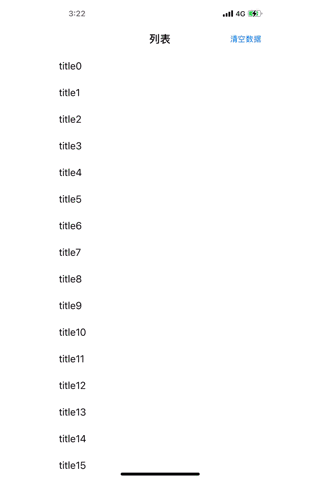 3:22 4G
列表 清空数据
title0
title1
title2
title3
title4
title5
title6
title7
title8
title9
title10
title11
title12
title13
title14
title15